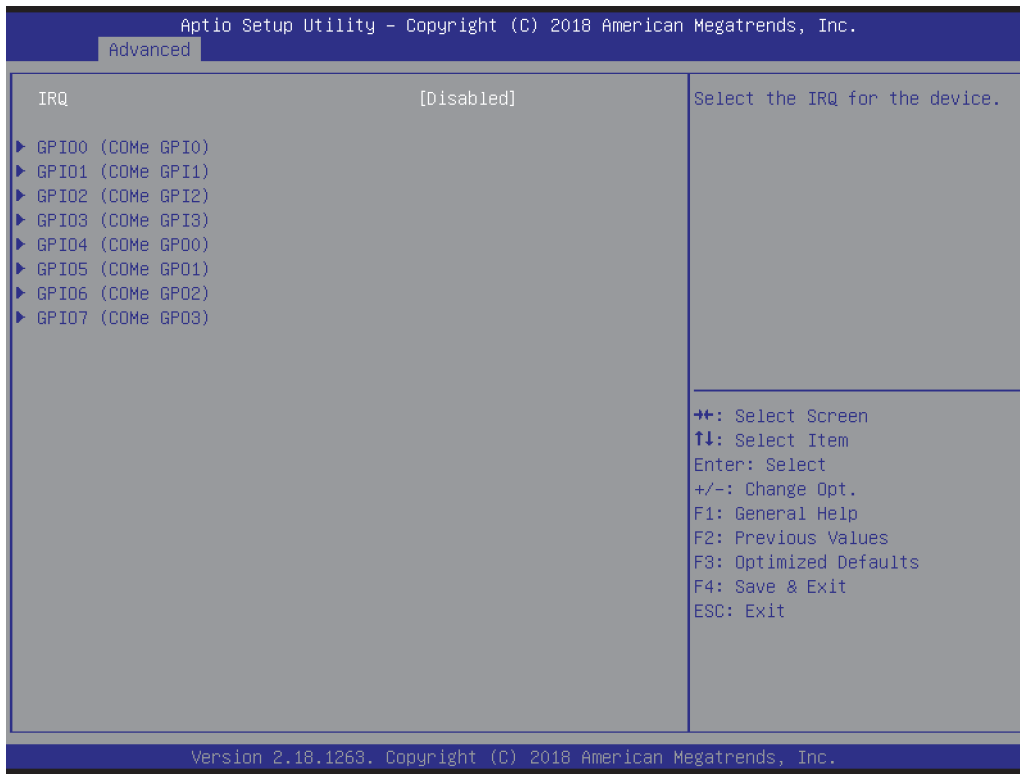 Aptio Setup Utility – Copyright (C) 2018 American Megatrends, Inc.
Advanced
IRQ [Disabled]
GPIO0 (COMe GPI0)
GPIO1 (COMe GPI1)
GPIO2 (COMe GPI2)
GPIO3 (COMe GPI3)
GPIO4 (COMe GPO0)
GPIO5 (COMe GPO1)
GPIO6 (COMe GPO2)
GPIO7 (COMe GPO3)
Select the IRQ for the device.
→←: Select Screen
↑↓: Select Item
Enter: Select
+/-: Change Opt.
F1: General Help
F2: Previous Values
F3: Optimized Defaults
F4: Save & Exit
ESC: Exit
Version 2.18.1263. Copyright (C) 2018 American Megatrends, Inc.